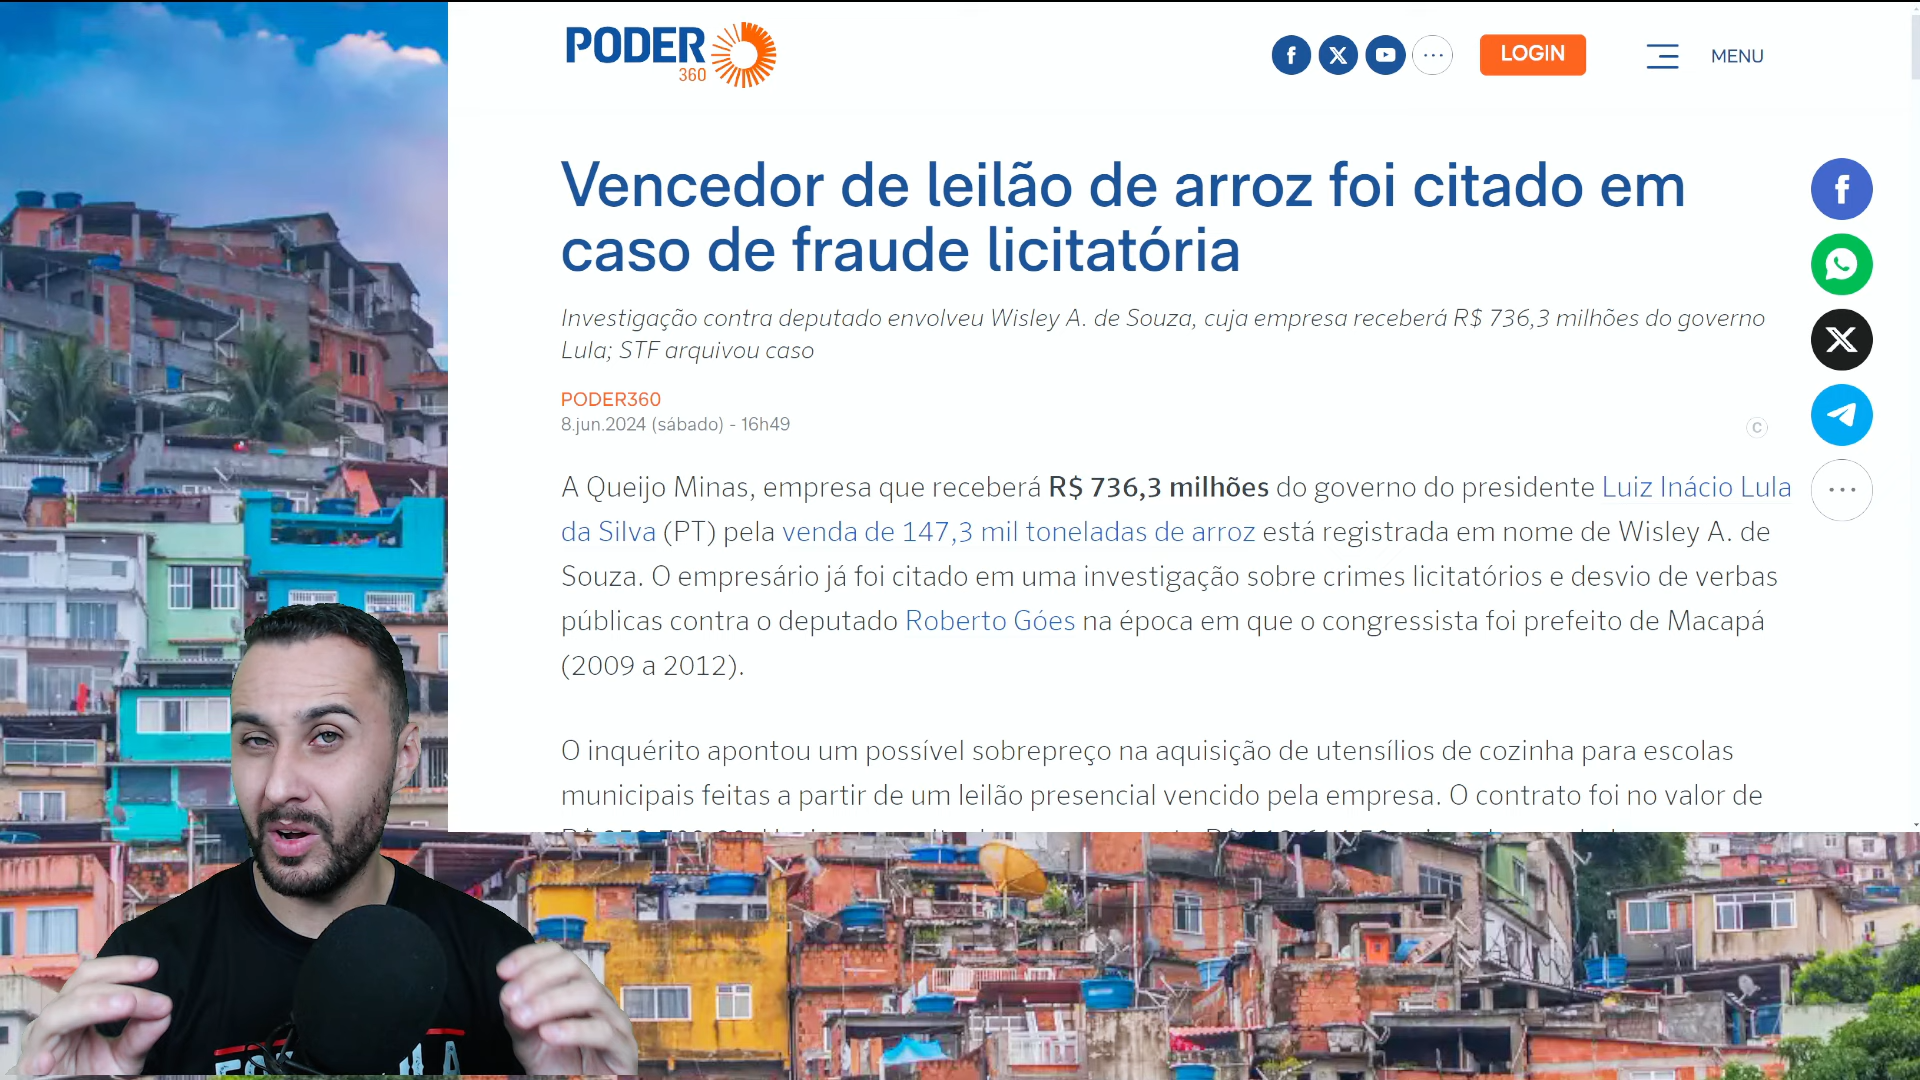 PODER
360
LOGIN
MENU
Vencedor de leilão de arroz foi citado em
caso de fraude licitatória
Investigação contra deputado envolveu Wisley A. de Souza, cuja empresa receberá R$ 736,3 milhões do governo
Lula; STF arquivou caso
PODER360
8.jun.2024 (sábado) - 16h49
A Queijo Minas, empresa que receberá R$ 736,3 milhões do governo do presidente Luiz Inácio Lula
da Silva (PT) pela venda de 147,3 mil toneladas de arroz está registrada em nome de Wisley A. de
Souza. O empresário já foi citado em uma investigação sobre crimes licitatórios e desvio de verbas
públicas contra o deputado Roberto Góes na época em que o congressista foi prefeito de Macapá
(2009 a 2012).
O inquérito apontou um possível sobrepreço na aquisição de utensílios de cozinha para escolas
municipais feitas a partir de um leilão presencial vencido pela empresa. O contrato foi no valor de